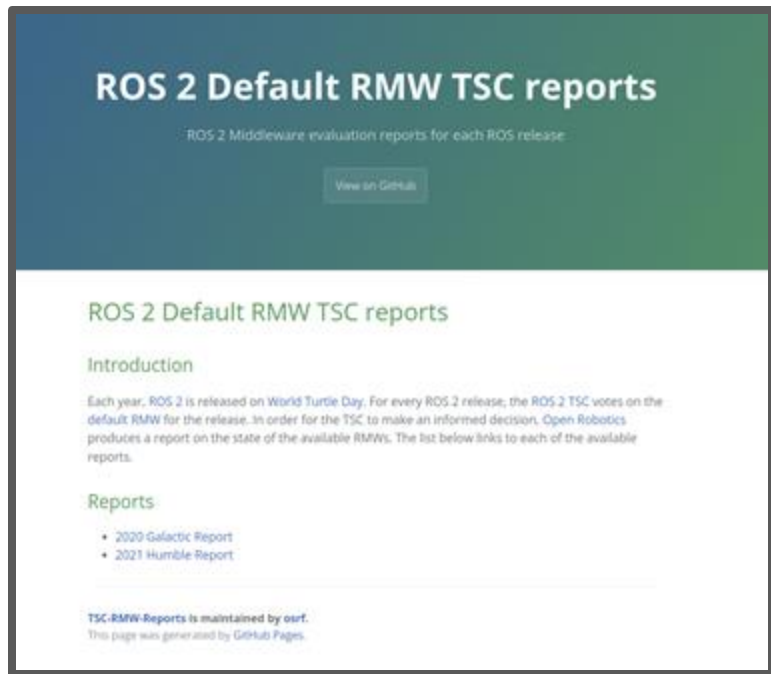 ROS 2 Default RMW TSC reports
ROS 2 Middleware evaluation reports for each ROS release
View on GitHub
ROS 2 Default RMW TSC reports
Introduction
Each year, ROS 2 is released on World Turtle Day. For every ROS 2 release, the ROS 2 TSC votes on the
default RMW for the release. In order for the TSC to make an informed decision, Open Robotics
produces a report on the state of the available RMWs. The list below links to each of the available
reports.
Reports
• 2020 Galactic Report
• 2021 Humble Report
TSC-RMW-Reports is maintained by osrf.
This page was generated by GitHub Pages.